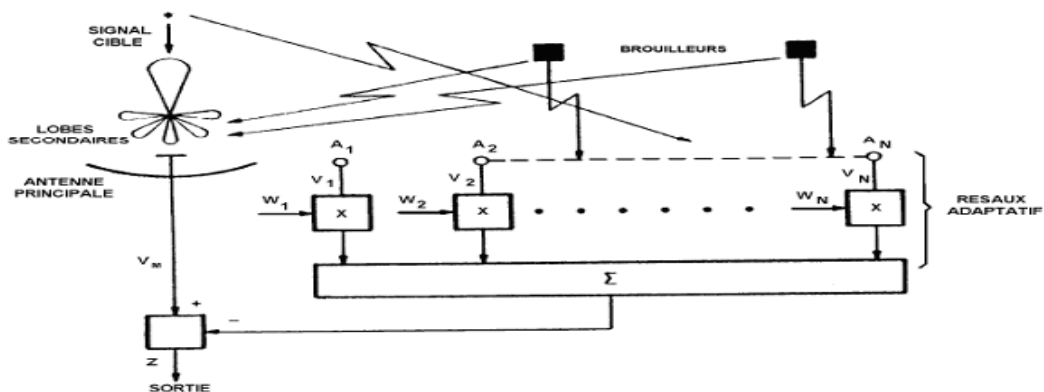 SIGNAL
CIBLE
BROUILLEURS
LOBES
SECONDAIRES
ANTENNE
PRINCIPALE
A1
A2
AN
V1
V2
VN
W1
X
W2
X
WN
X
RESAUX
ADAPTATIF
VM
Σ
+
−
Z
SORTIE